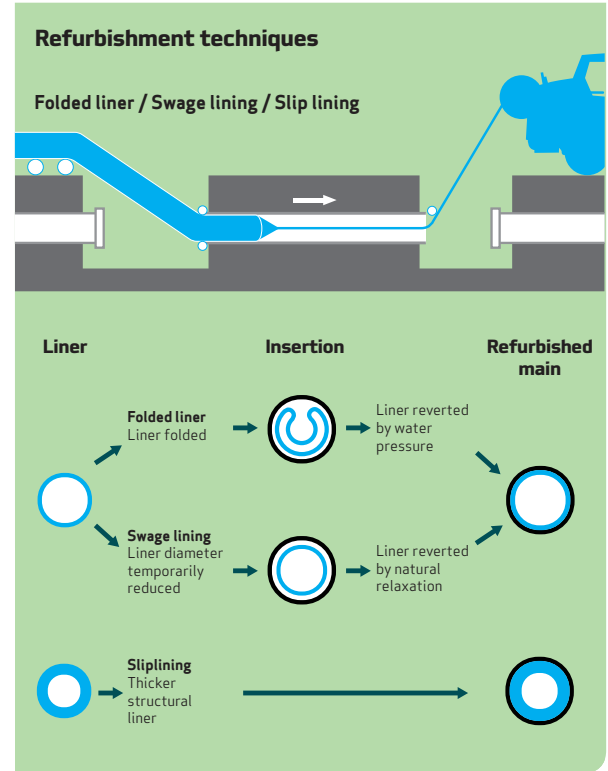 Refurbishment techniques
Folded liner / Swage lining / Slip lining
Liner
Insertion
Refurbished
main
Folded liner
Liner folded
Liner reverted
by water
pressure
Swage lining
Liner diameter
temporarily
reduced
Liner reverted
by natural
relaxation
Sliplining
Thicker
structural
liner